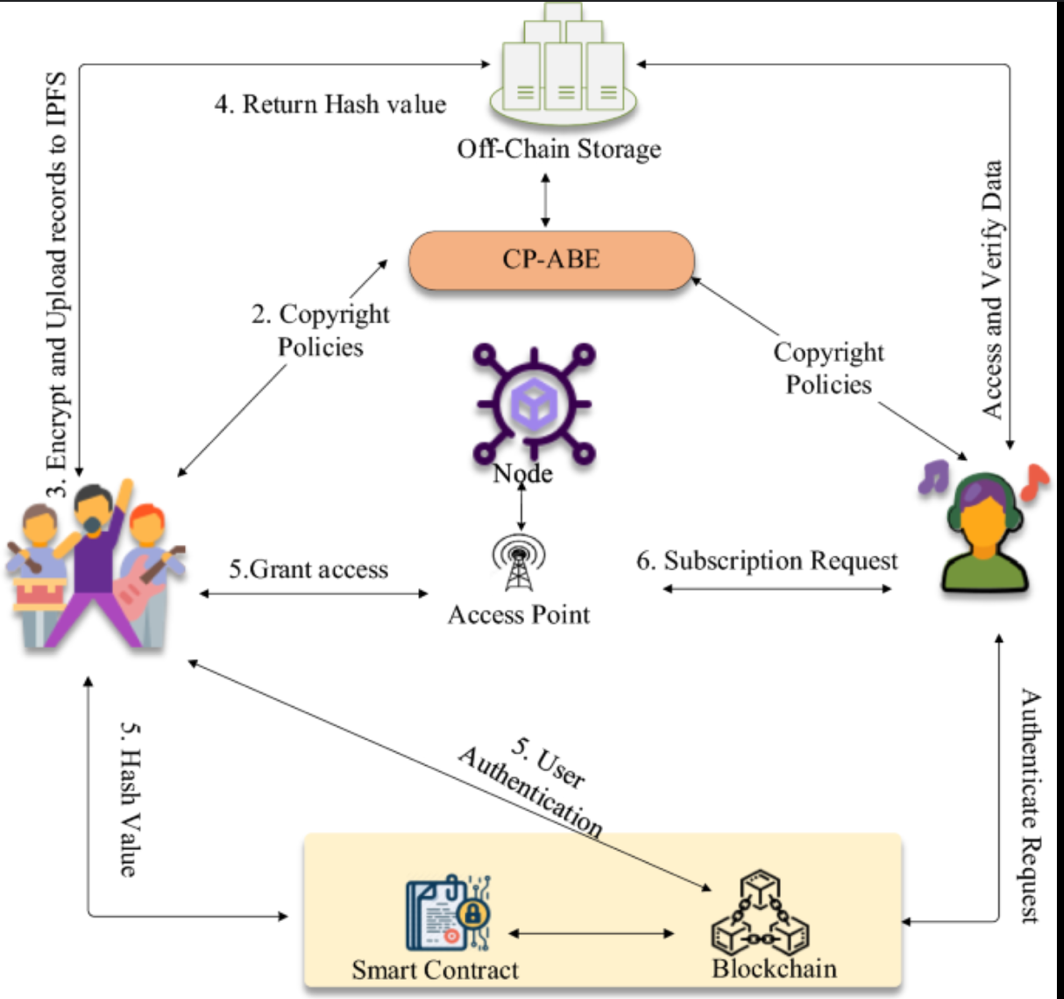 3. Encrypt and Upload records to IPFS
4. Return Hash value
Off-Chain Storage
Access and Verify Data
CP-ABE
2. Copyright
Policies
Copyright
Policies
Node
5.Grant access
6. Subscription Request
Access Point
5. Hash Value
5. User
Authentication
Authenticate Request
Smart Contract
Blockchain